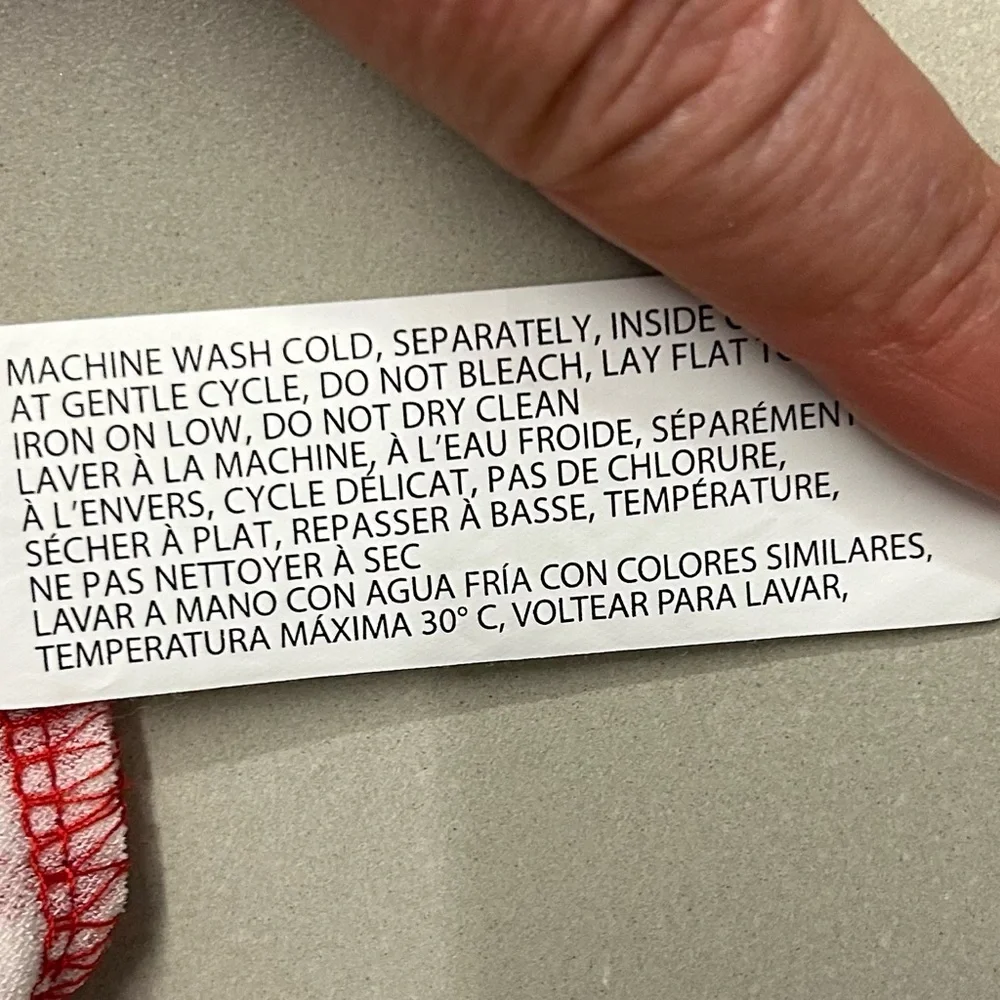 MACHINE WASH COLD, SEPARATELY, INSIDE
AT GENTLE CYCLE, DO NOT BLEACH, LAY FLAT
IRON ON LOW, DO NOT DRY CLEAN
LAVER À LA MACHINE, À L'EAU FROIDE, SÉPARÉMENT
À L'ENVERS, CYCLE DÉLICAT, PAS DE CHLORURE,
SÉCHER À PLAT, REPASSER À BASSE, TEMPÉRATURE,
NE PAS NETTOYER À SEC
LAVAR A MANO CON AGUA FRÍA CON COLORES SIMILARES,
TEMPERATURA MÁXIMA 30° C, VOLTEAR PARA LAVAR,